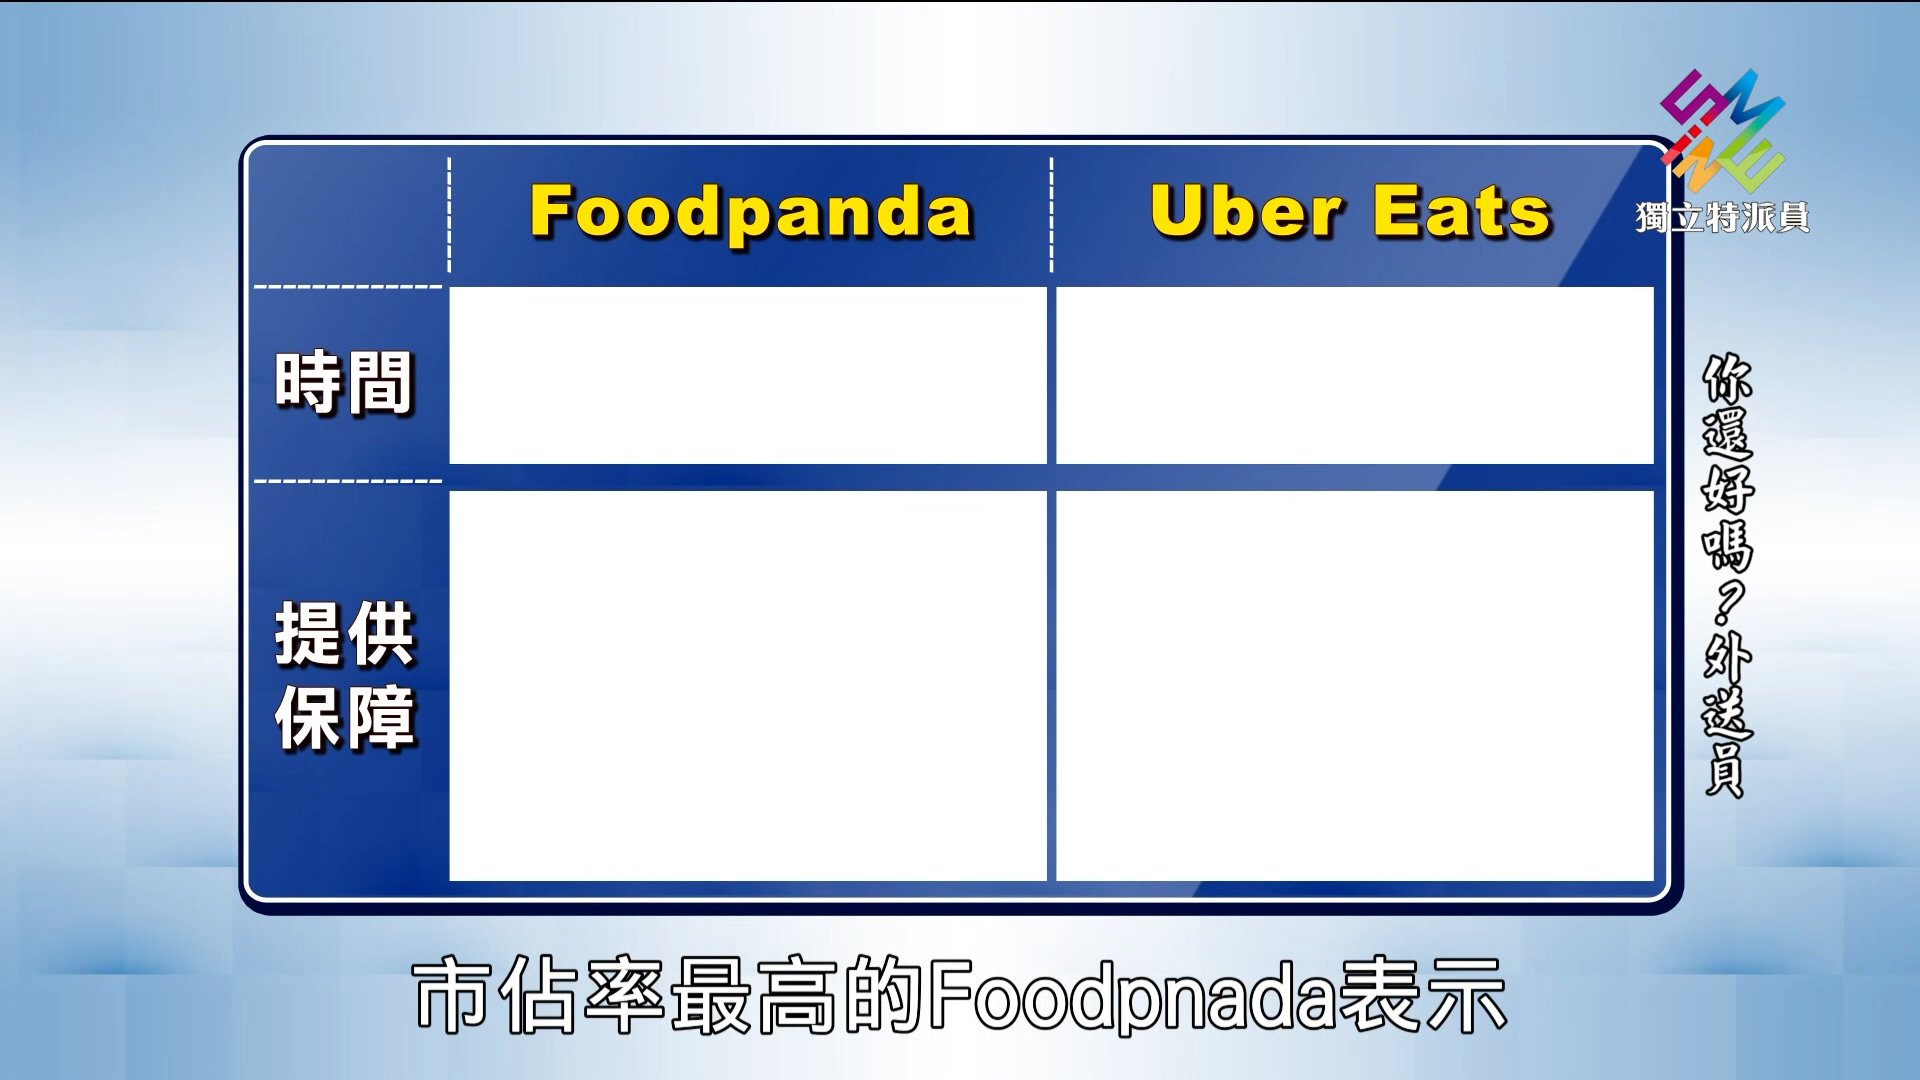 Foodpanda
Uber Eats
SINME
獨立特派員
時間
提供
保障
你還好嗎？外送員
市佔率最高的Foodpnada表示